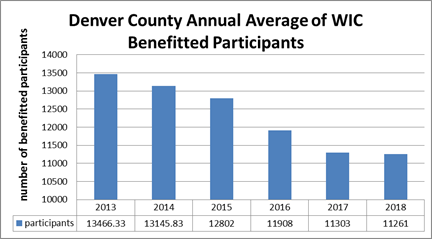 Denver County Annual Average of WIC
Benefitted Participants
number of benefitted participants
14000
13500
13000
12500
12000
11500
11000
10500
10000
2013 2014 2015 2016 2017 2018
participants 13466.33 13145.83 12802 11908 11303 11261